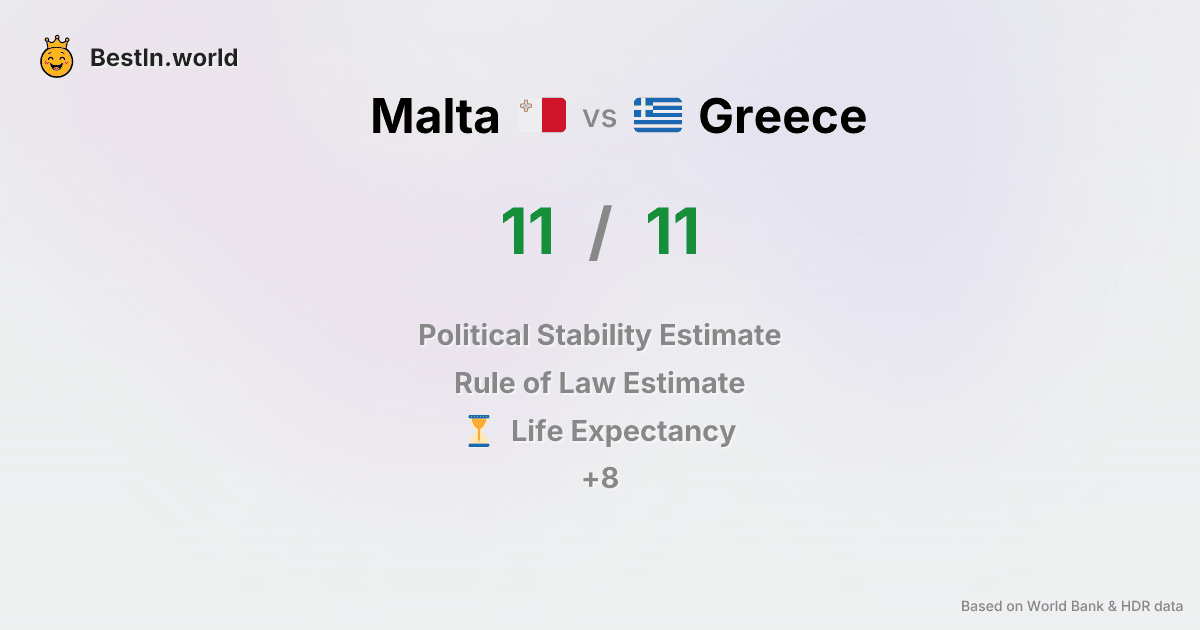 BestIn.world
Malta vs Greece
11 / 11
Political Stability Estimate
Rule of Law Estimate
Life Expectancy
+8
Based on World Bank & HDR data